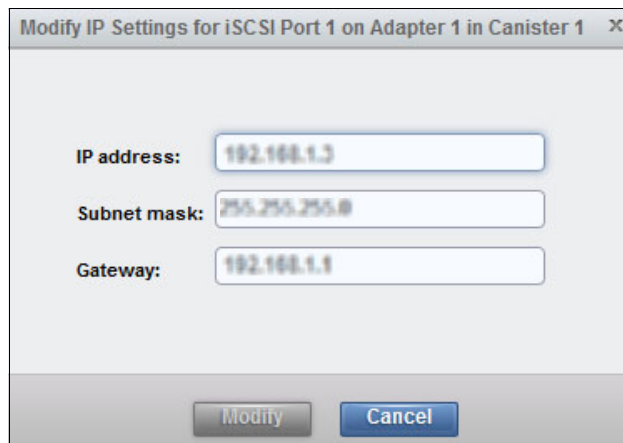 Modify IP Settings for iSCSI Port 1 on Adapter 1 in Canister 1 X
IP address: 192.168.1.3
Subnet mask: 255.255.255.0
Gateway: 192.168.1.1
Modify Cancel